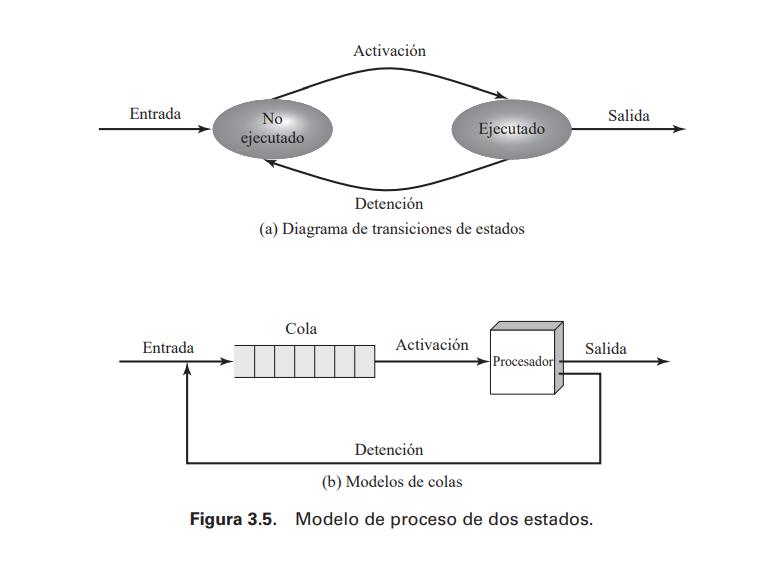 Activación
Entrada
No
ejecutado
Ejecutado
Salida
Detención
(a) Diagrama de transiciones de estados
Cola
Entrada
Activación
Procesador
Salida
Detención
(b) Modelos de colas
Figura 3.5. Modelo de proceso de dos estados.